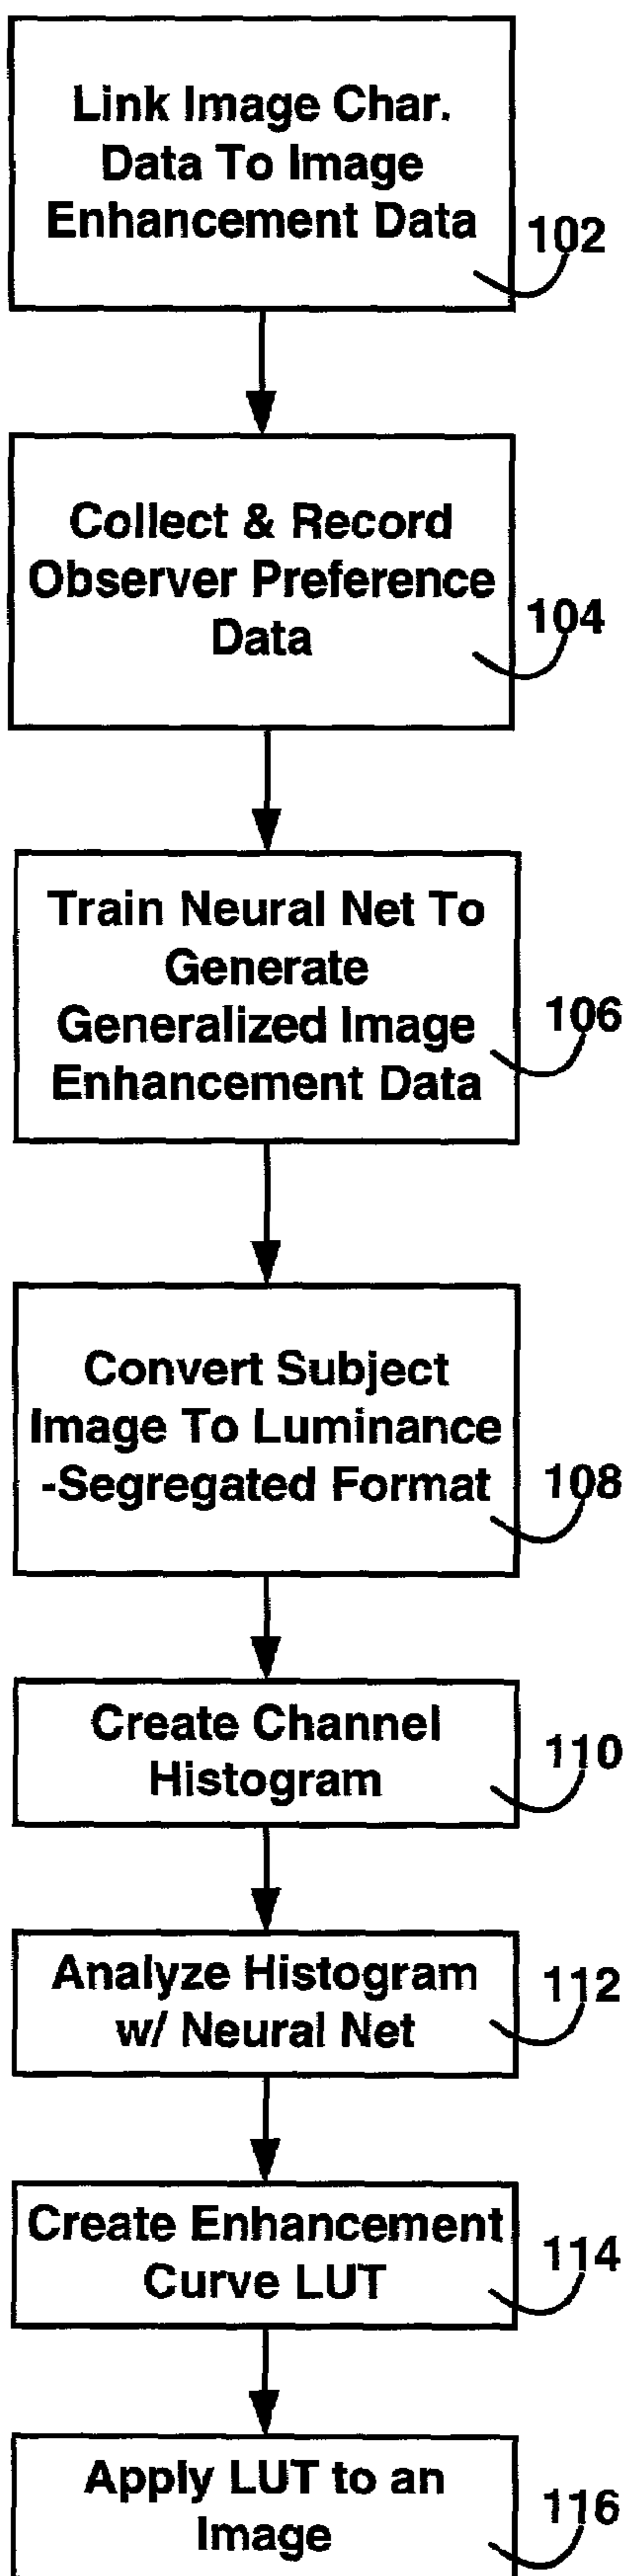 Link Image Char.
Data To Image
Enhancement Data
102
Collect & Record
Observer Preference
Data
104
Train Neural Net To
Generate
Generalized Image
Enhancement Data
106
Convert Subject
Image To Luminance
-Segregated Format
108
Create Channel
Histogram
110
Analyze Histogram
w/ Neural Net
112
Create Enhancement
Curve LUT
114
Apply LUT to an
Image
116